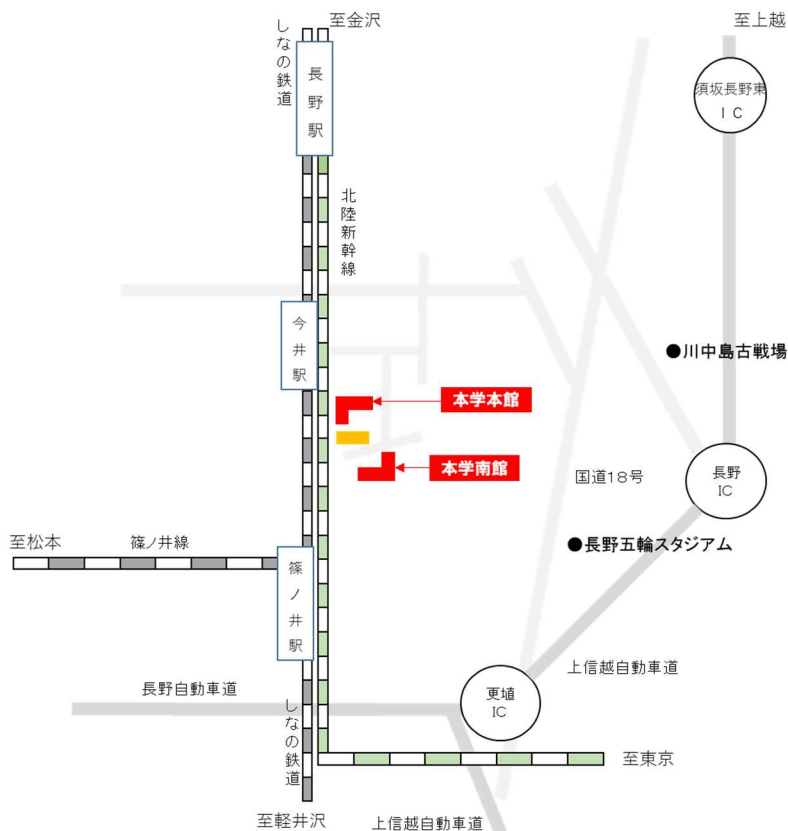 至金沢
至上越
しなの鉄道
長野駅
須坂長野東
ＩＣ
北陸新幹線
今井駅
●川中島古戦場
本学本館
本学南館
国道18号
長野
IC
至松本
篠ノ井線
●長野五輪スタジアム
篠ノ井駅
上信越自動車道
長野自動車道
更埴
IC
しなの鉄道
至東京
至軽井沢
上信越自動車道